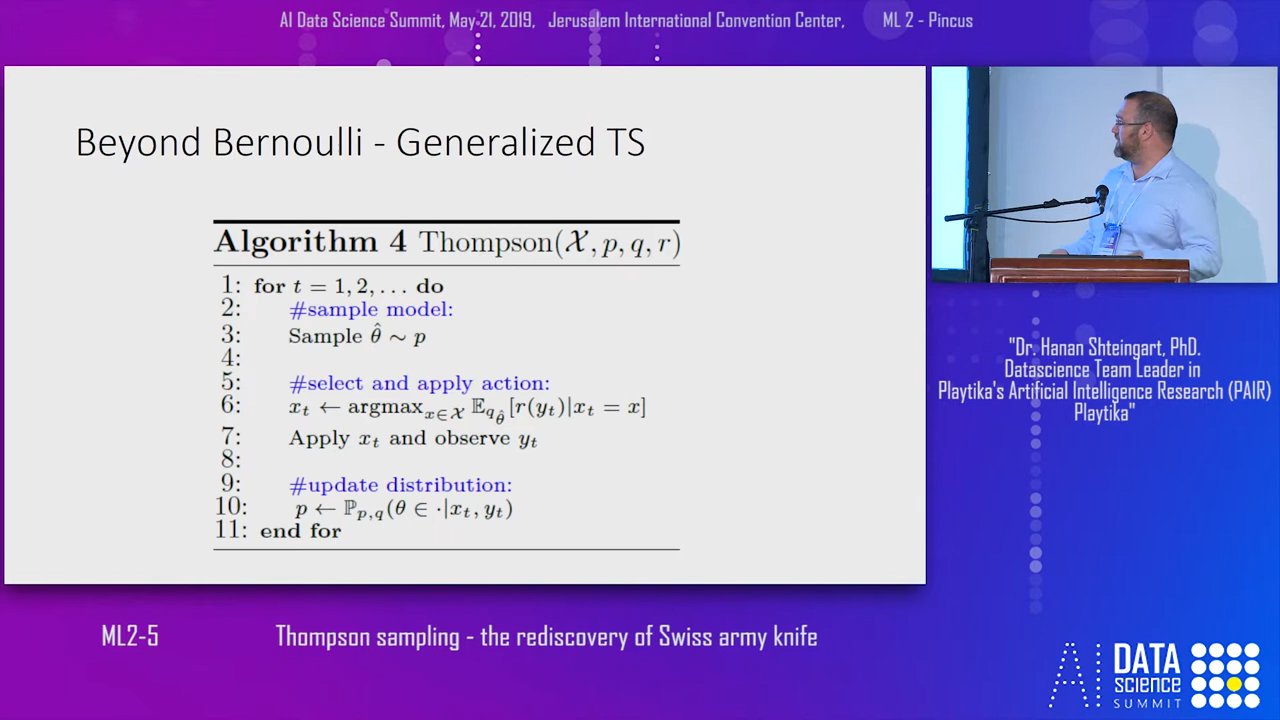 AI Data Science Summit, May 21, 2019, Jerusalem International Convention Center, ML 2 - Pincus
Beyond Bernoulli - Generalized TS
Algorithm 4 Thompson(𝒳, p, q, r)
1: for t = 1, 2, . . . do
2: #sample model:
3: Sample θ̂ ∼ p
4:
5: #select and apply action:
6: x_t ← argmax_{x∈𝒳} 𝔼_{q_θ̂}[r(y_t)|x_t = x]
7: Apply x_t and observe y_t
8:
9: #update distribution:
10: p ← ℙ_{p,q}(θ ∈ ·|x_t, y_t)
11: end for
"Dr. Hanan Shteingart, PhD.
Datascience Team Leader in
Playtika's Artificial Intelligence Research (PAIR)
Playtika"
ML2-5 Thompson sampling - the rediscovery of Swiss army knife
AI DATA
Science
SUMMIT